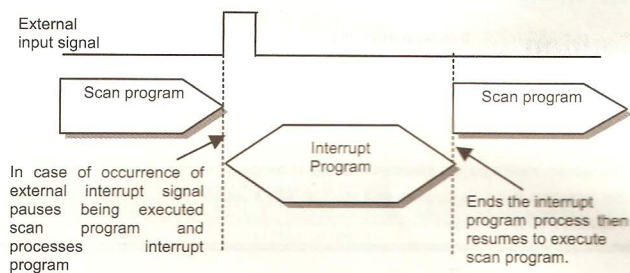 External
input signal
Scan program
Scan program
Interrupt
Program
In case of occurrence of
external interrupt signal
pauses being executed
scan program and
processes interrupt
program
Ends the interrupt
program process then
resumes to execute
scan program.